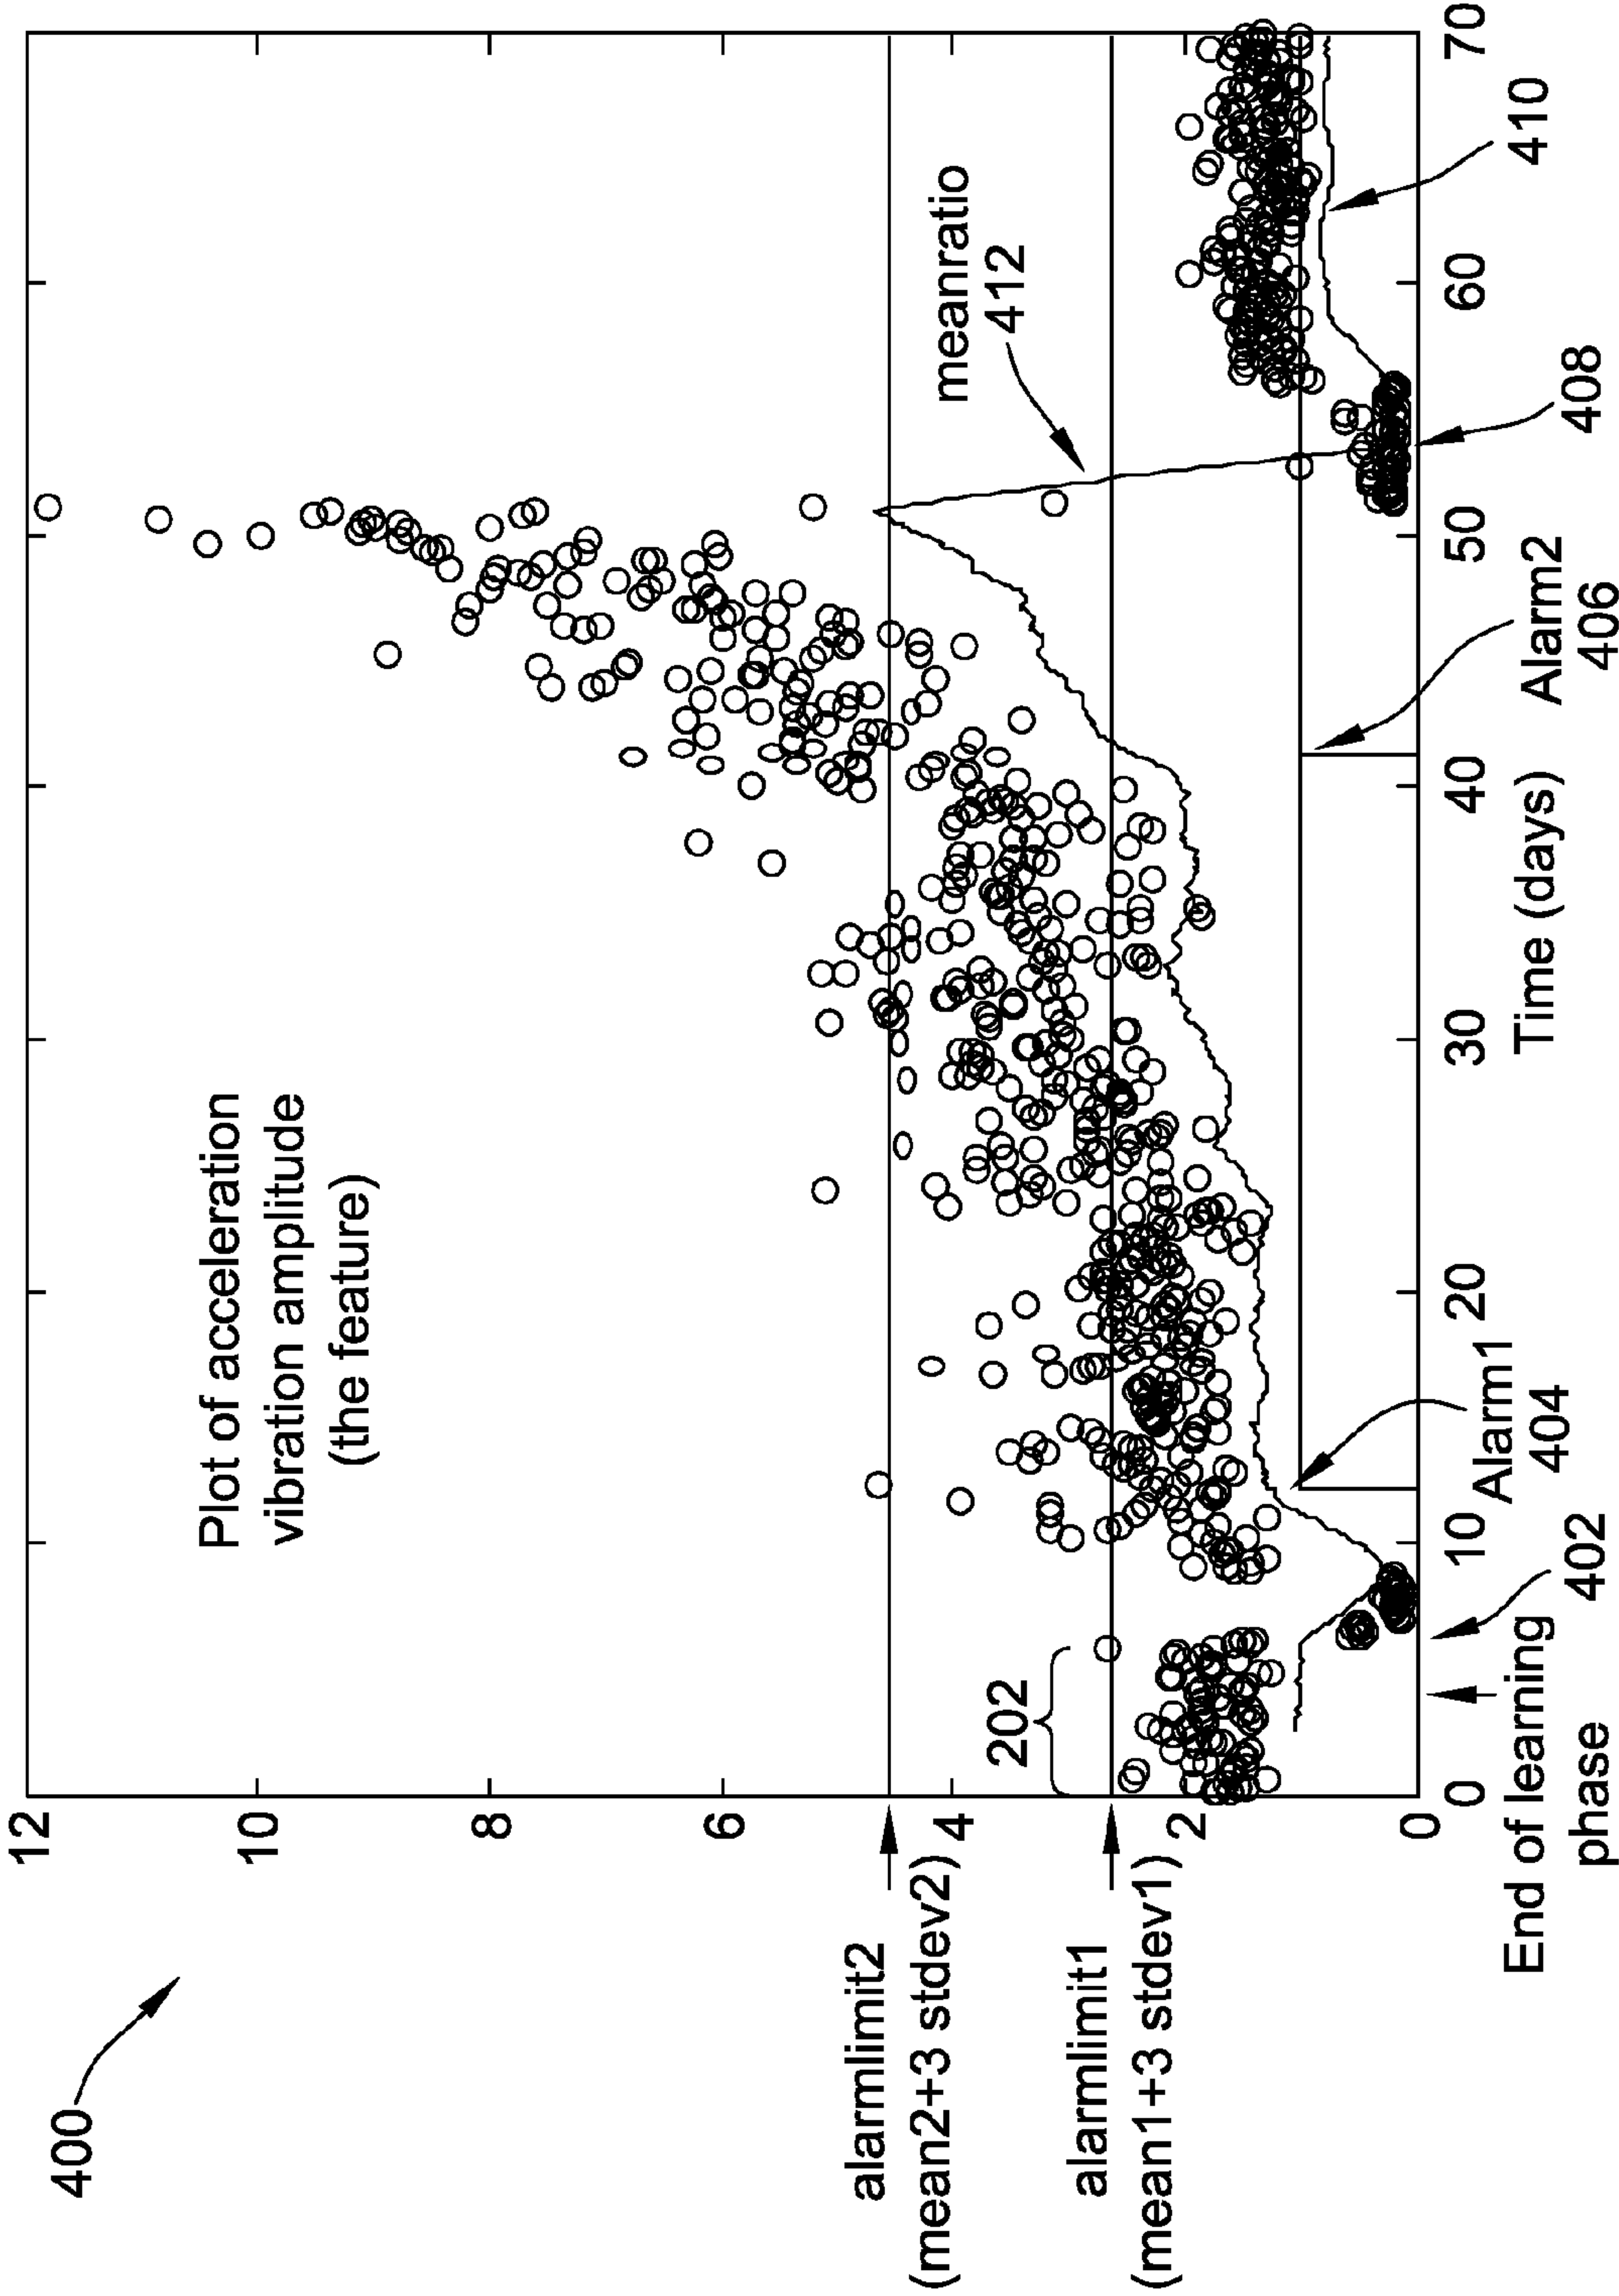 400
Plot of acceleration
vibration amplitude
(the feature)
12
10
8
6
4
2
0
alarmlimit2
(mean2+3 stdev2)
alarmlimit1
(mean1+3 stdev1)
202
meanratio
412
0
10
20
30
40
50
60
70
End of learning
phase
402
Alarm1
404
Time (days)
Alarm2
406
408
410